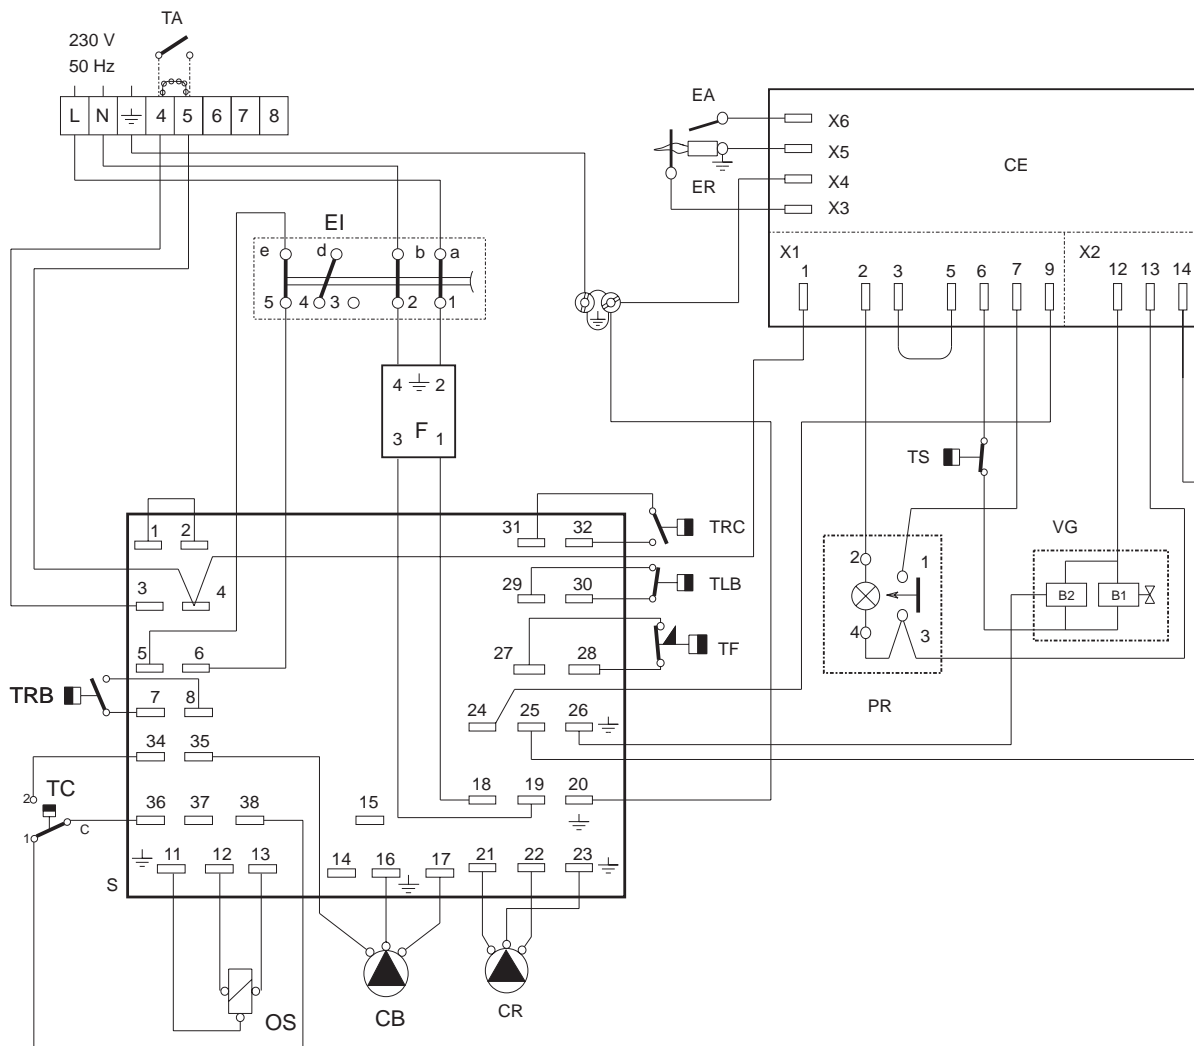 TA
230 V
50 Hz
L N 4 5 6 7 8
EA
X6
X5
X4
X3
ER
CE
X1
X2
1 2 3 5 6 7 9 12 13 14
EI
e d b a
5 4 3 2 1
4 2
F
3 1
TS
VG
B2 B1
2 1
4 3
PR
1 2
31 32
TRC
3 4
29 30
TLB
5 6
27 28
TF
TRB
7 8
24 25 26
34 35
TC
2
1
C
36 37 38
15
18 19 20
11 12 13
14 16 17
21 22 23
S
OS
CB
CR